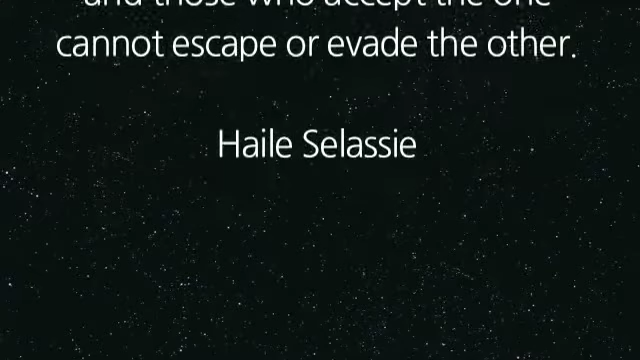 and those who accept the one
cannot escape or evade the other.
Haile Selassie